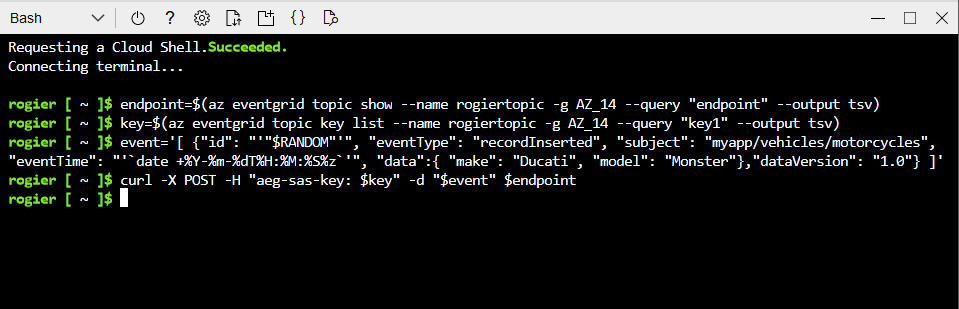 Bash
Requesting a Cloud Shell.Succeeded.
Connecting terminal...
rogier [ ~ ]$ endpoint=$(az eventgrid topic show --name rogiertopic -g AZ_14 --query "endpoint" --output tsv)
rogier [ ~ ]$ key=$(az eventgrid topic key list --name rogiertopic -g AZ_14 --query "key1" --output tsv)
rogier [ ~ ]$ event='[ {"id": "'"$RANDOM"'", "eventType": "recordInserted", "subject": "myapp/vehicles/motorcycles",
"eventTime": "'`date +%Y-%m-%dT%H:%M:%S%z`'", "data":{ "make": "Ducati", "model": "Monster"},"dataVersion": "1.0"} ]'
rogier [ ~ ]$ curl -X POST -H "aeg-sas-key: $key" -d "$event" $endpoint
rogier [ ~ ]$